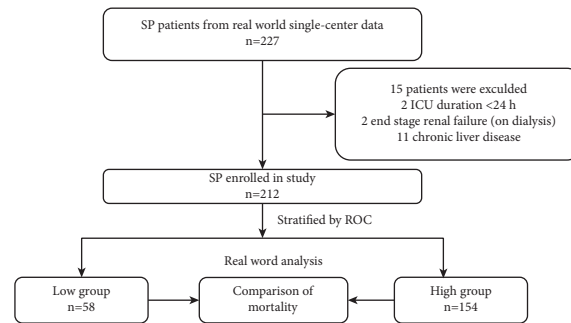 SP patients from real world single-center data
n=227
15 patients were exculded
2 ICU duration <24 h
2 end stage renal failure (on dialysis)
11 chronic liver disease
SP enrolled in study
n=212
Stratified by ROC
Real word analysis
Low group
n=58
Comparison of
mortality
High group
n=154